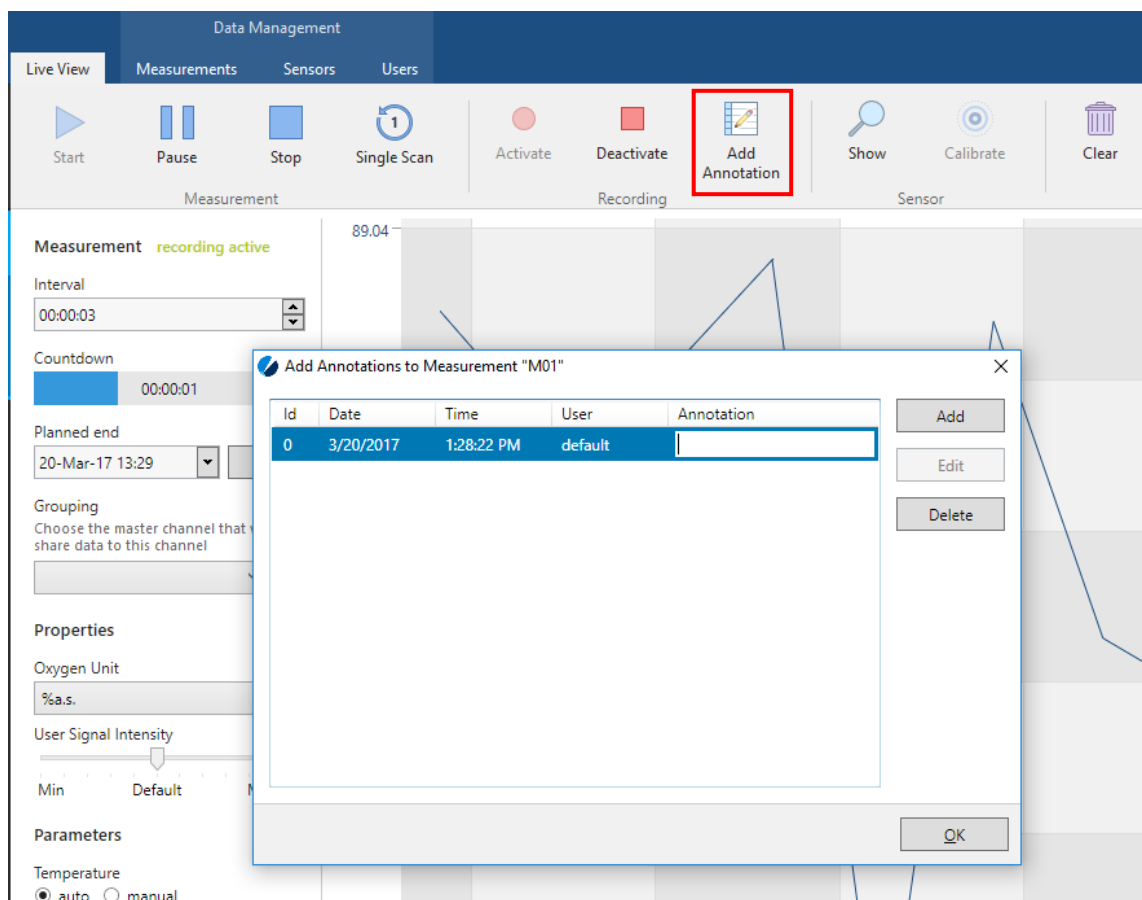 Data Management
Live View Measurements Sensors Users
Start Pause Stop Single Scan Activate Deactivate Add Annotation Show Calibrate Clear
1
Measurement Recording Sensor
Measurement recording active
89.04
Interval
00:00:03
Countdown
00:00:01
Planned end
20-Mar-17 13:29
Grouping
Choose the master channel that
share data to this channel
Properties
Oxygen Unit
%a.s.
User Signal Intensity
Min Default
Parameters
Temperature
auto manual
Add Annotations to Measurement "M01"
Id Date Time User Annotation
0 3/20/2017 1:28:22 PM default
Add
Edit
Delete
OK